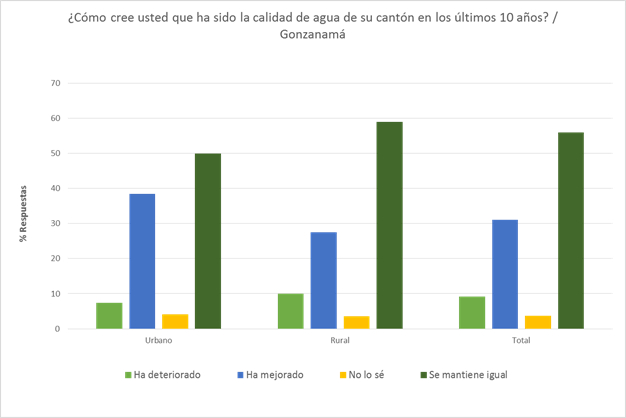 ¿Cómo cree usted que ha sido la calidad de agua de su cantón en los últimos 10 años? /
Gonzanamá
70
60
50
40
30
20
10
0
% Respuestas
Urbano
Rural
Total
Ha deteriorado
Ha mejorado
No lo sé
Se mantiene igual